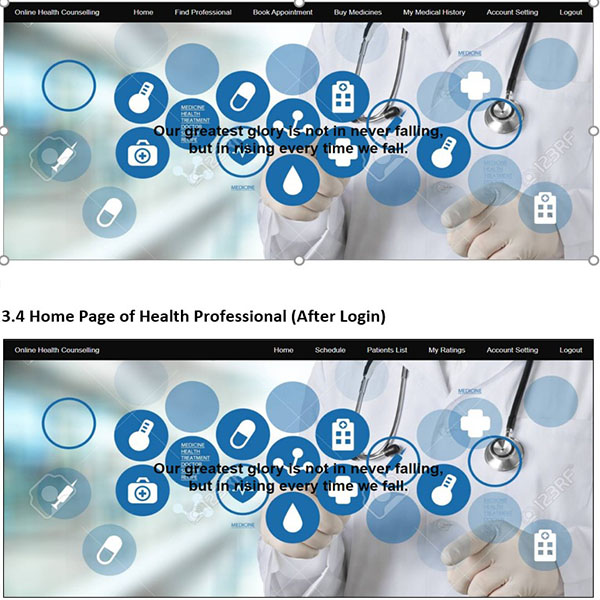 Online Health Counselling Home Find Professional Book Appointment Buy Medicines My Medical History Account Setting Logout
MEDICINE
MEDICINE
HEALTH
TREATMENT
DOCTOR
Our greatest glory is not in never falling,
but in rising every time we fall.
MEDICINE
123RF
3.4 Home Page of Health Professional (After Login)
Online Health Counselling Home Schedule Patients List My Ratings Account Setting Logout
MEDICINE
MEDICINE
HEALTH
TREATMENT
DOCTOR
Our greatest glory is not in never falling,
but in rising every time we fall.
MEDICINE
123RF